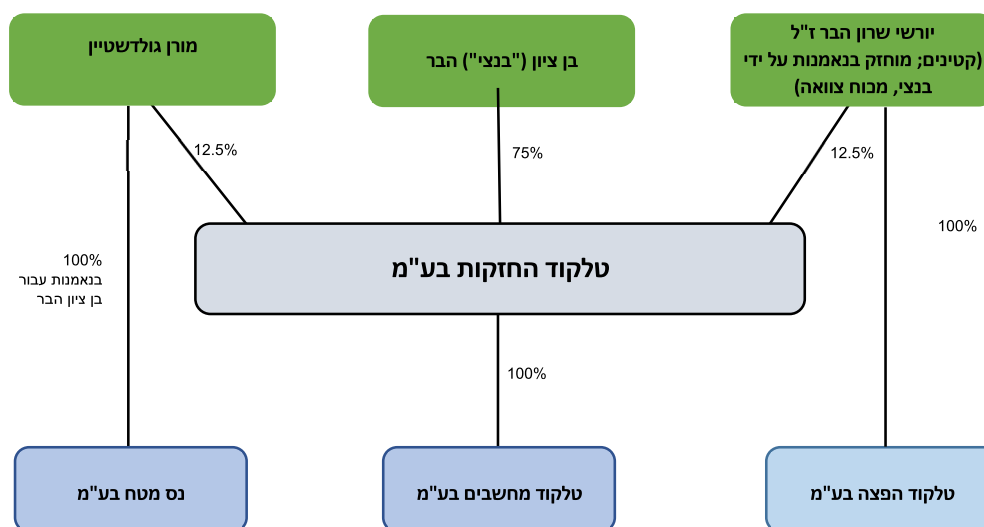 יורשי שרון הבר ז"ל
(קטינים; מוחזק בנאמנות על ידי
בנצי, מכוח צוואה)
בן ציון ("בנצי") הבר
מורן גולדשטיין
12.5%
75%
12.5%
100%
טלקוד החזקות בע"מ
100%
בנאמנות עבור
בן ציון הבר
100%
טלקוד הפצה בע"מ
טלקוד מחשבים בע"מ
נס מטח בע"מ